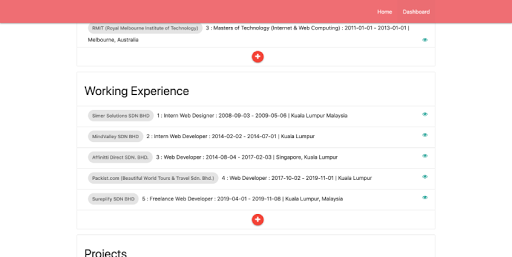 Home Dashboard
RMIT (Royal Melbourne Institute of Technology) 3 : Masters of Technology (Internet & Web Computing) : 2011-01-01 - 2013-01-01 |
Melbourne, Australia
Working Experience
Simer Solutions SDN BHD 1 : Intern Web Designer : 2008-09-03 - 2009-05-06 | Kuala Lumpur Malaysia
MindValley SDN BHD 2 : Intern Web Developer : 2014-02-02 - 2014-07-01 | Kuala Lumpur
Affiniti Direct SDN. BHD. 3 : Web Developer : 2014-08-04 - 2017-02-03 | Singapore, Kuala Lumpur
Packist.com (Beautiful World Tours & Travel Sdn. Bhd.) 4 : Web Developer : 2017-10-02 - 2019-11-01 | Kuala Lumpur
Surepify SDN BHD 5 : Freelance Web Developer : 2019-04-01 - 2019-11-08 | Kuala Lumpur, Malaysia
Projects